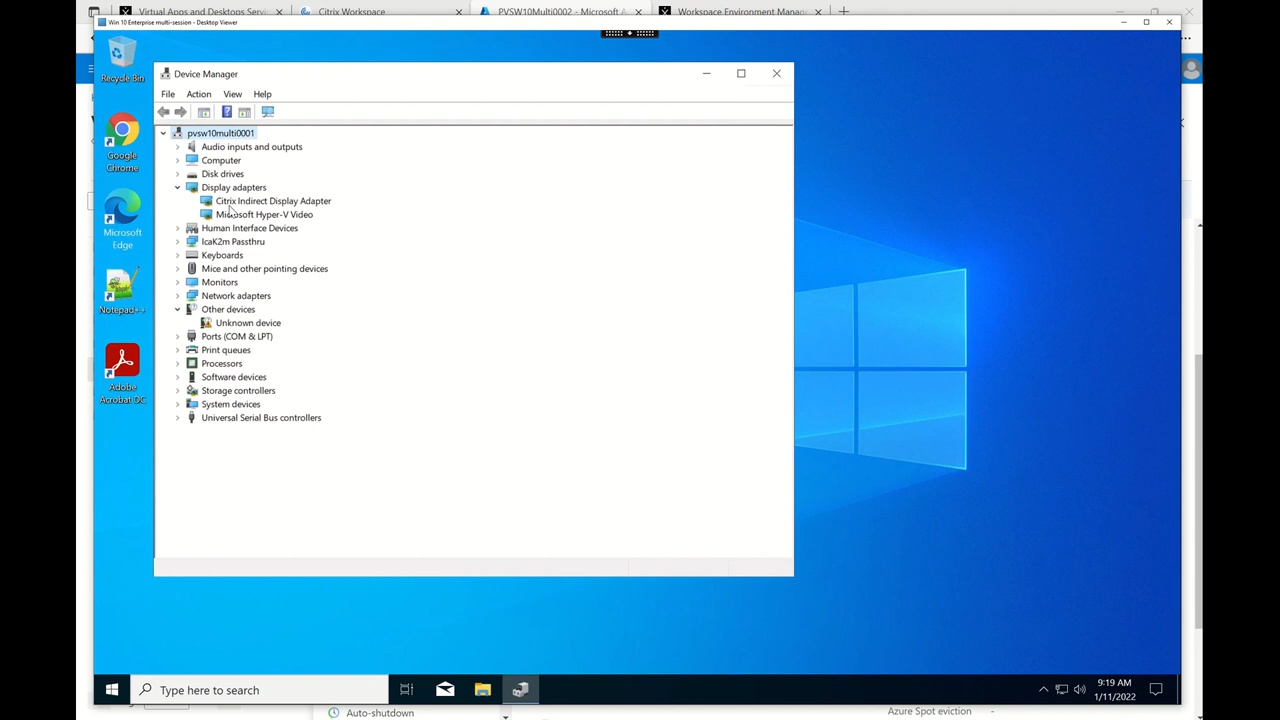 Virtual Apps and Desktops Servi
Citrix Workspace
PVSW10Multi0002 - Microsoft A
Workspace Environment Manag
Win 10 Enterprise multi-session - Desktop Viewer
Recycle Bin
Google
Chrome
Microsoft
Edge
Notepad++
Adobe
Acrobat DC
Device Manager
File Action View Help
pvsw10multi0001
Audio inputs and outputs
Computer
Disk drives
Display adapters
Citrix Indirect Display Adapter
Microsoft Hyper-V Video
Human Interface Devices
IcaK2m Passthru
Keyboards
Mice and other pointing devices
Monitors
Network adapters
Other devices
Unknown device
Ports (COM & LPT)
Print queues
Processors
Software devices
Storage controllers
System devices
Universal Serial Bus controllers
Type here to search
9:19 AM
1/11/2022
Auto-shutdown
Azure Spot eviction -